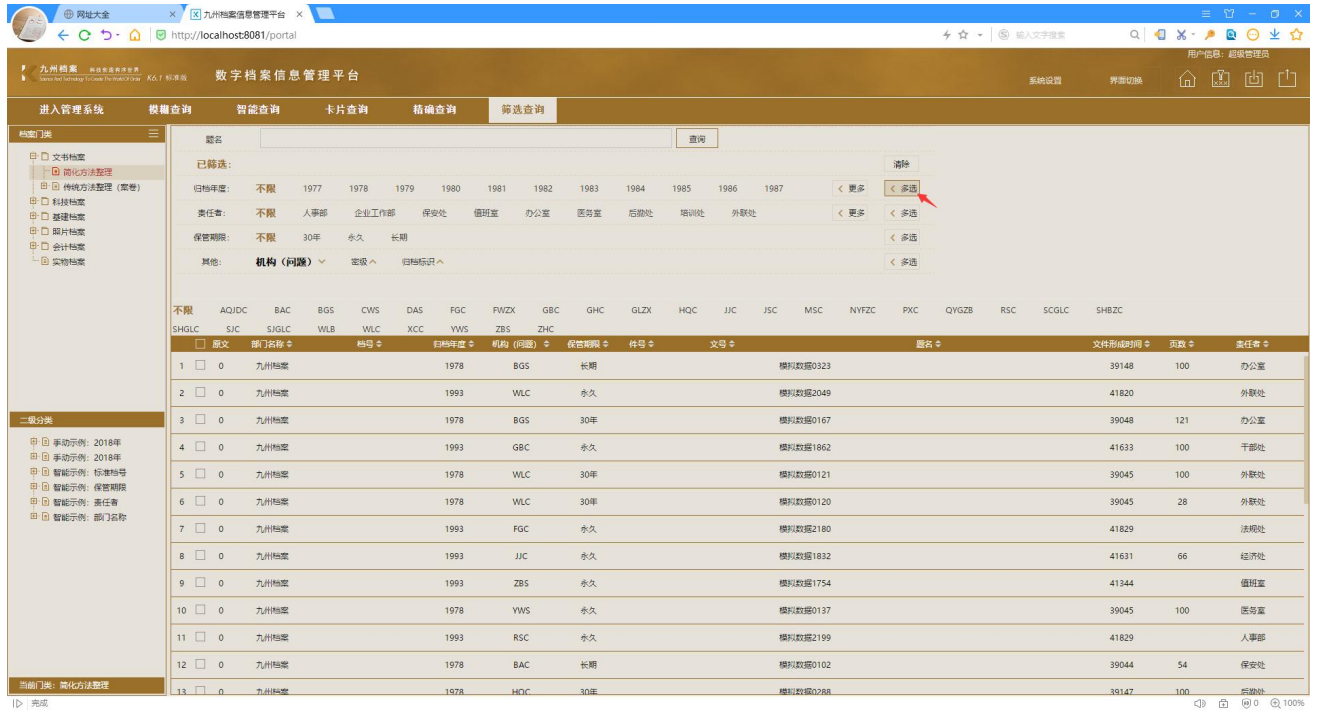 网址大全 × 九州档案信息管理平台 ×
http://localhost:8081/portal 输入文字搜索
九州档案 K6.1 标准版 数字档案信息管理平台 用户信息：超级管理员
系统设置 界面切换
进入管理系统 模糊查询 智能查询 卡片查询 精确查询 筛选查询
档案门类
文书档案
简化方法整理
传统方法整理（案卷）
科技档案
基建档案
照片档案
会计档案
实物档案
题名 查询
已筛选： 清除
归档年度： 不限 1977 1978 1979 1980 1981 1982 1983 1984 1985 1986 1987 更多 多选
责任者： 不限 人事部 企业工作部 保安处 值班室 办公室 医务室 后勤处 培训处 外联处 更多 多选
保管期限： 不限 30年 永久 长期 多选
其他： 机构（问题） 密级 归档标识 多选
不限 AQJDC BAC BGS CWS DAS FGC FWZX GBC GHC GLZX HQC JJC JSC MSC NYFZC PXC QYGZB RSC SCGLC SHBZC
SHGLC SJC SJGLC WLB WLC XCC YWS ZBS ZHC
原文 部门名称 档号 归档年度 机构（问题） 保管期限 件号 文号 题名 文件形成时间 页数 责任者
1 0 九州档案 1978 BGS 长期 模拟数据0323 39148 100 办公室
2 0 九州档案 1993 WLC 永久 模拟数据2049 41820 外联处
3 0 九州档案 1978 BGS 30年 模拟数据0167 39048 121 办公室
4 0 九州档案 1993 GBC 永久 模拟数据1862 41633 100 干部处
5 0 九州档案 1978 WLC 30年 模拟数据0121 39045 100 外联处
6 0 九州档案 1978 WLC 30年 模拟数据0120 39045 28 外联处
7 0 九州档案 1993 FGC 永久 模拟数据2180 41829 法规处
8 0 九州档案 1993 JJC 永久 模拟数据1832 41631 66 经济处
9 0 九州档案 1993 ZBS 永久 模拟数据1754 41344 值班室
10 0 九州档案 1978 YWS 永久 模拟数据0137 39045 100 医务室
11 0 九州档案 1993 RSC 永久 模拟数据2199 41829 人事部
12 0 九州档案 1978 BAC 长期 模拟数据0102 39044 54 保安处
13 0 九州档案 1978 HQC 30年 模拟数据0288 39147 100 后勤处
二级分类
手动示例：2018年
手动示例：2018年
智能示例：标准档号
智能示例：保管期限
智能示例：责任者
智能示例：部门名称
当前门类：简化方法整理
完成 0 100%